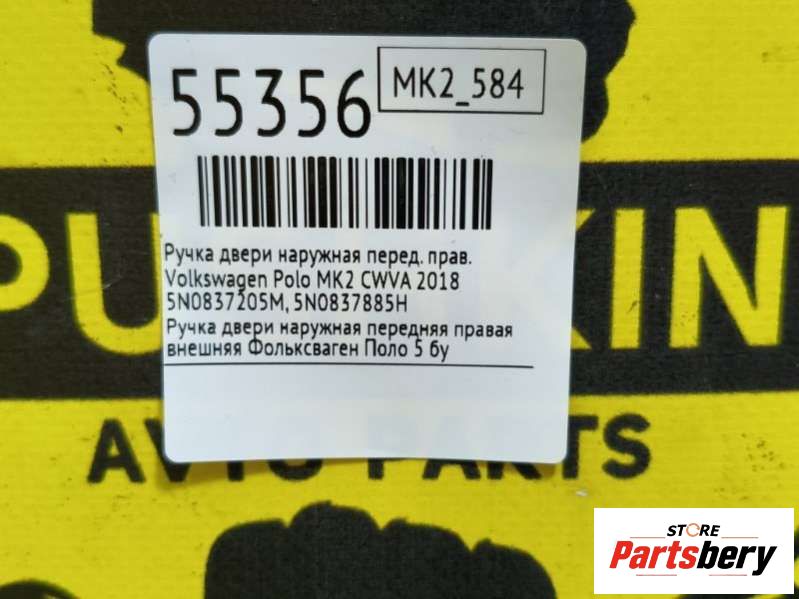 55356
MK2_584
Ручка двери наружная перед. прав.
Volkswagen Polo MK2 CWVA 2018
5N0837205M, 5N0837885H
Ручка двери наружная передняя правая
внешняя Фольксваген Поло 5 бу
PU KIN
AVTO PARTS
STORE
Partsbery